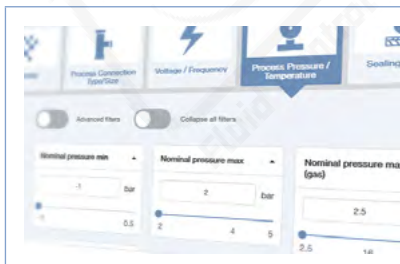 Process Connection
Type/Size
Voltage / Frequency
Process Pressure /
Temperature
Sealing
Advanced filters
Collapse all filters
Nominal pressure min
-1
bar
-1
0.5
Nominal pressure max
2
bar
2
4
5
Nominal pressure ma
(gas)
2.5
2.5
16